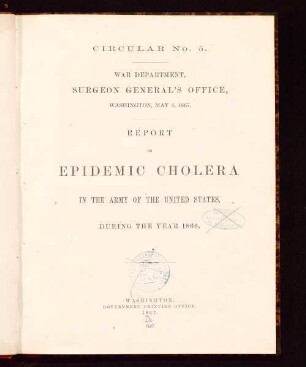 CIRCULAR No. 5.
WAR DEPARTMENT,
SURGEON GENERAL'S OFFICE,
WASHINGTON, MAY 4, 1867.
REPORT
ON
EPIDEMIC CHOLERA
IN THE ARMY OF THE UNITED STATES,
DURING THE YEAR 1866.
WASHINGTON:
GOVERNMENT PRINTING OFFICE.
1867.